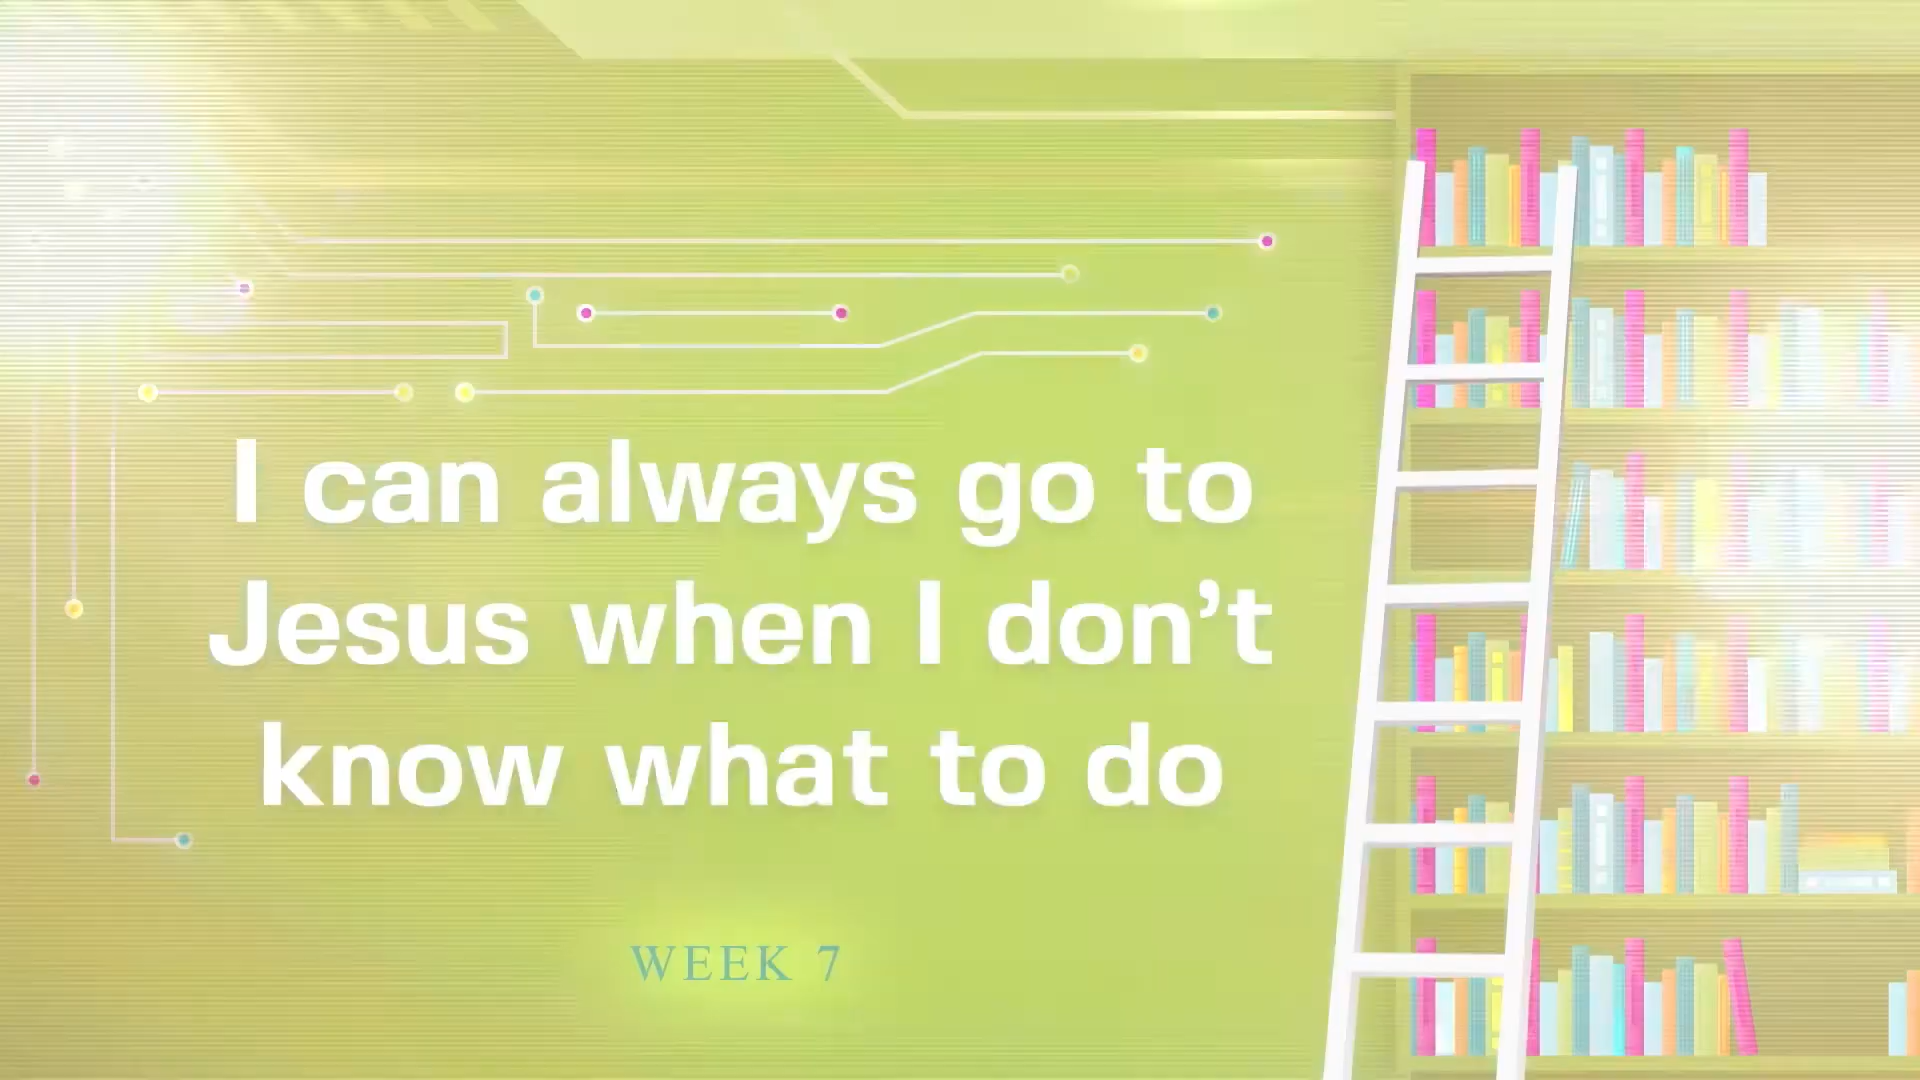 I can always go to
Jesus when I don’t
know what to do
WEEK 7